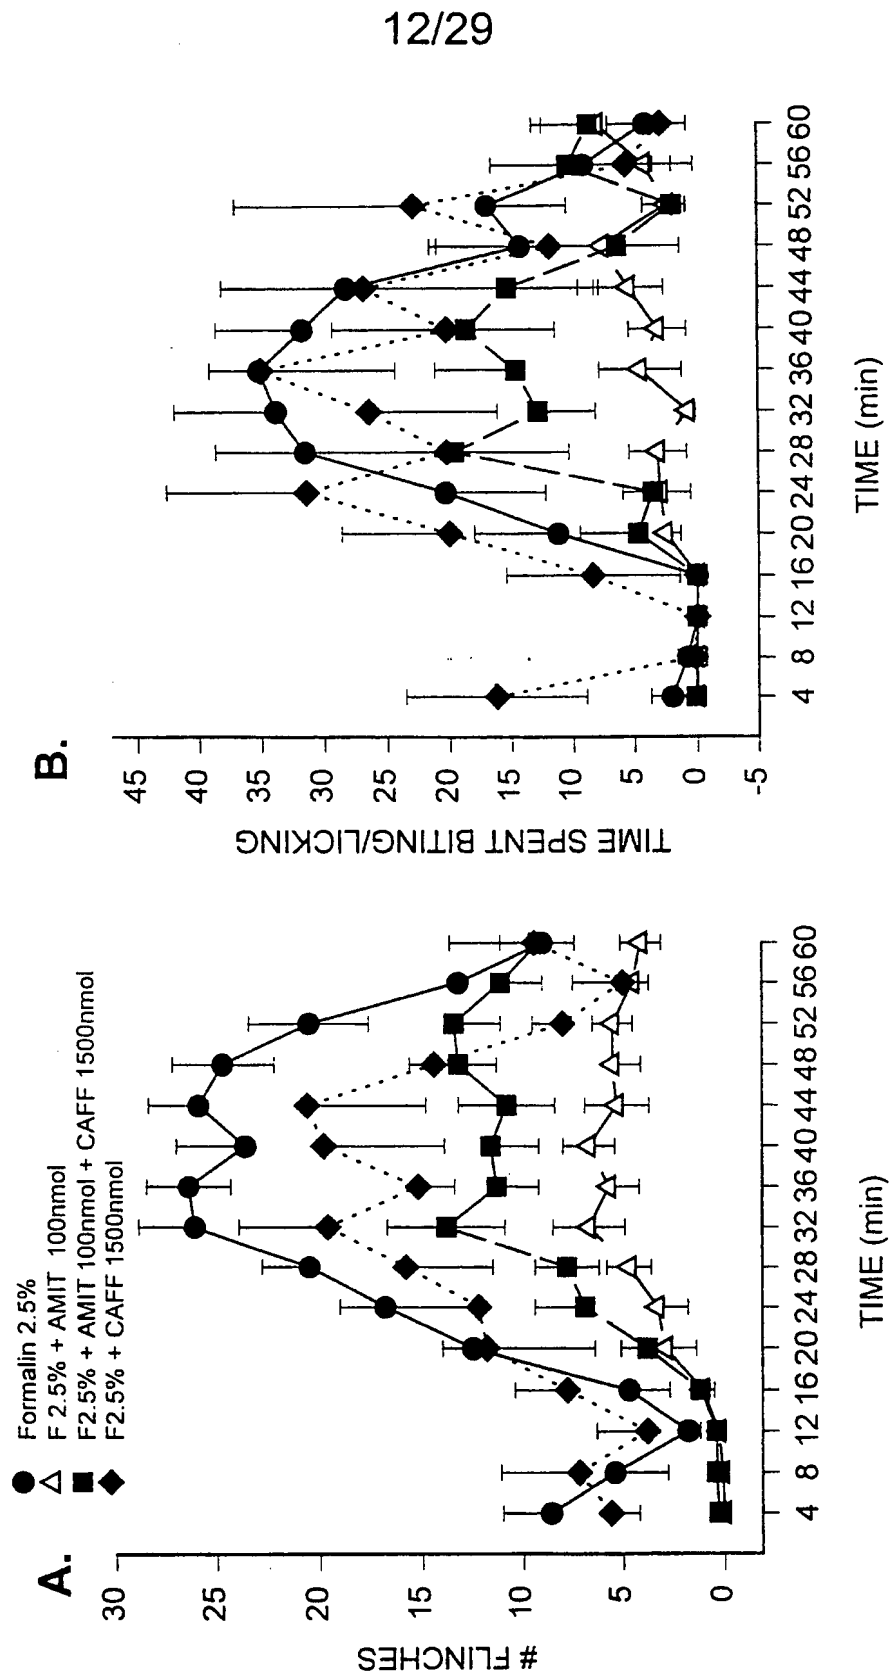 12/29
A.
● Formalin 2.5%
△ F 2.5% + AMIT 100nmol
■ F2.5% + AMIT 100nmol + CAFF 1500nmol
◆ F2.5% + CAFF 1500nmol
# FLINCHES
30
25
20
15
10
5
0
4 8 12 16 20 24 28 32 36 40 44 48 52 56 60
TIME (min)
B.
TIME SPENT BITING/LICKING
45
40
35
30
25
20
15
10
5
0
-5
4 8 12 16 20 24 28 32 36 40 44 48 52 56 60
TIME (min)